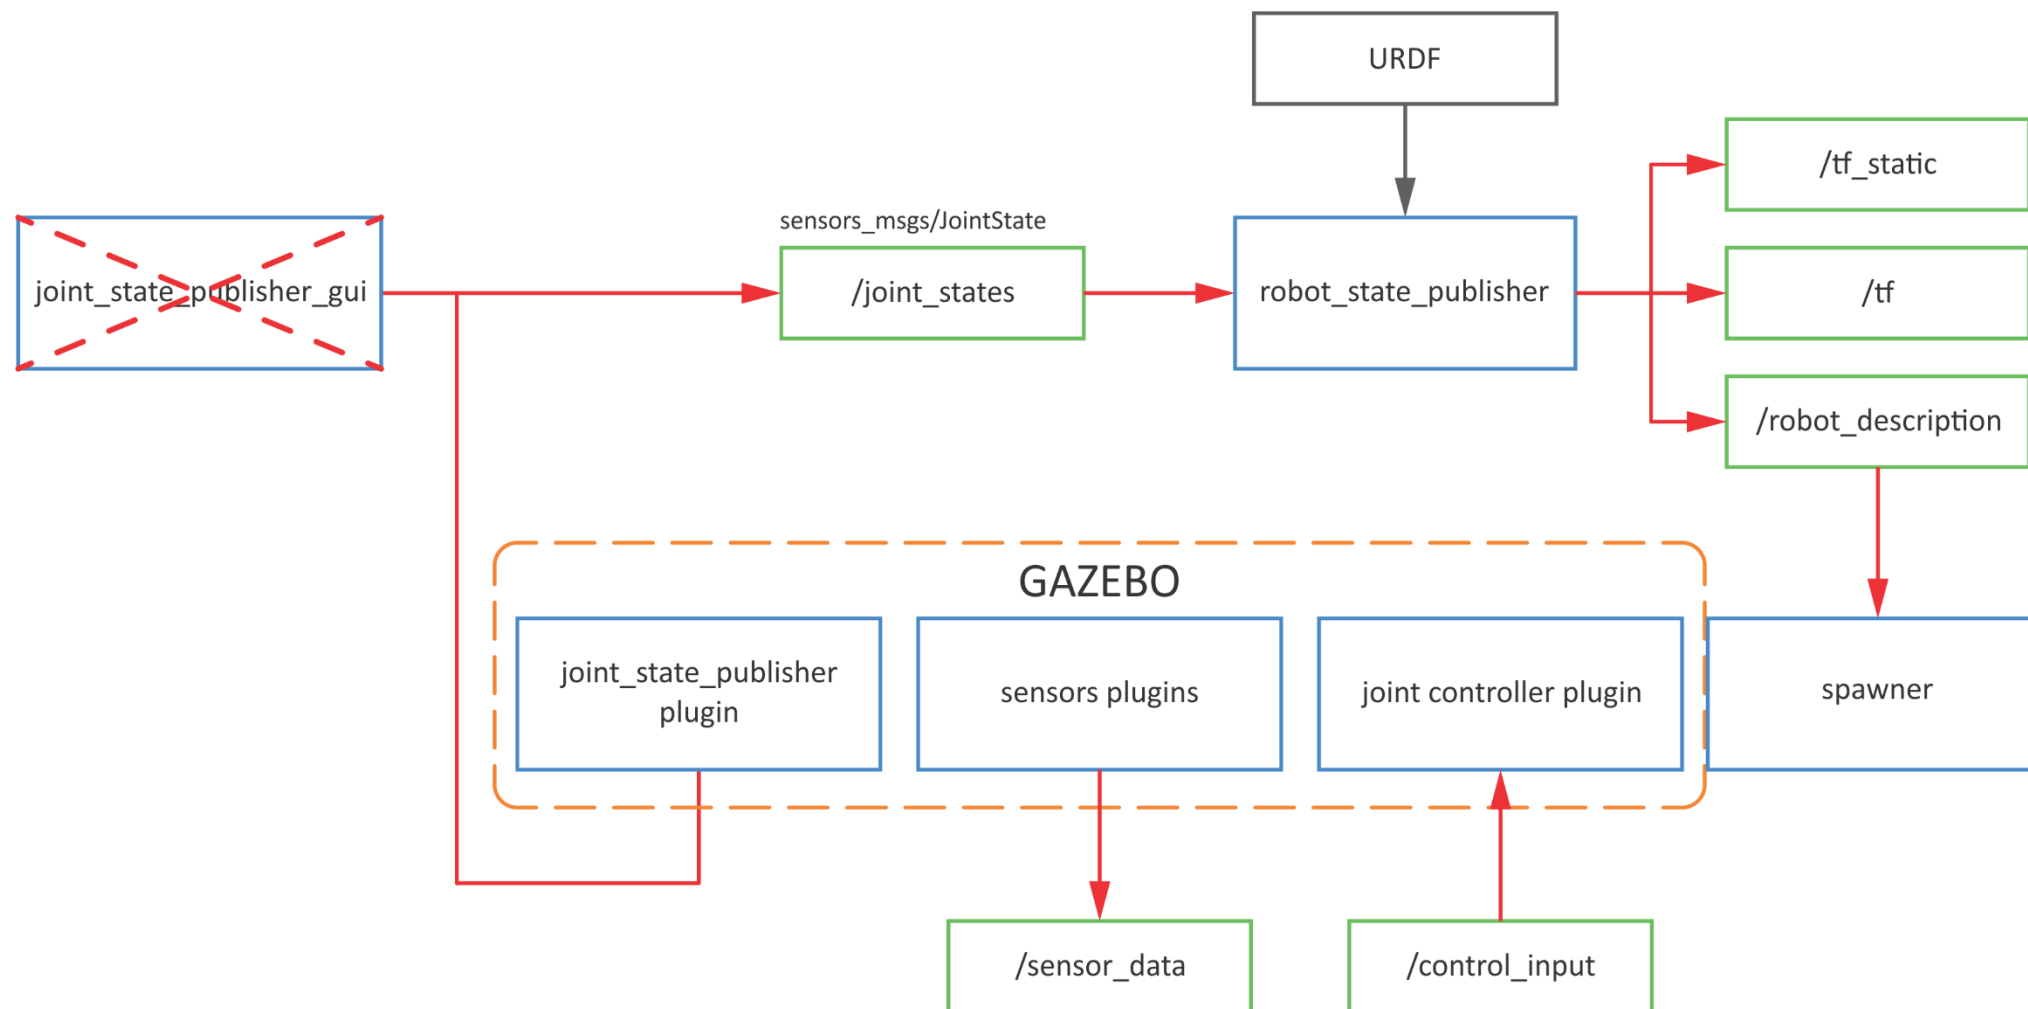 URDF
/tf_static
sensors_msgs/JointState
joint_state_publisher_gui
/joint_states
robot_state_publisher
/tf
/robot_description
GAZEBO
joint_state_publisher
plugin
sensors plugins
joint controller plugin
spawner
/sensor_data
/control_input